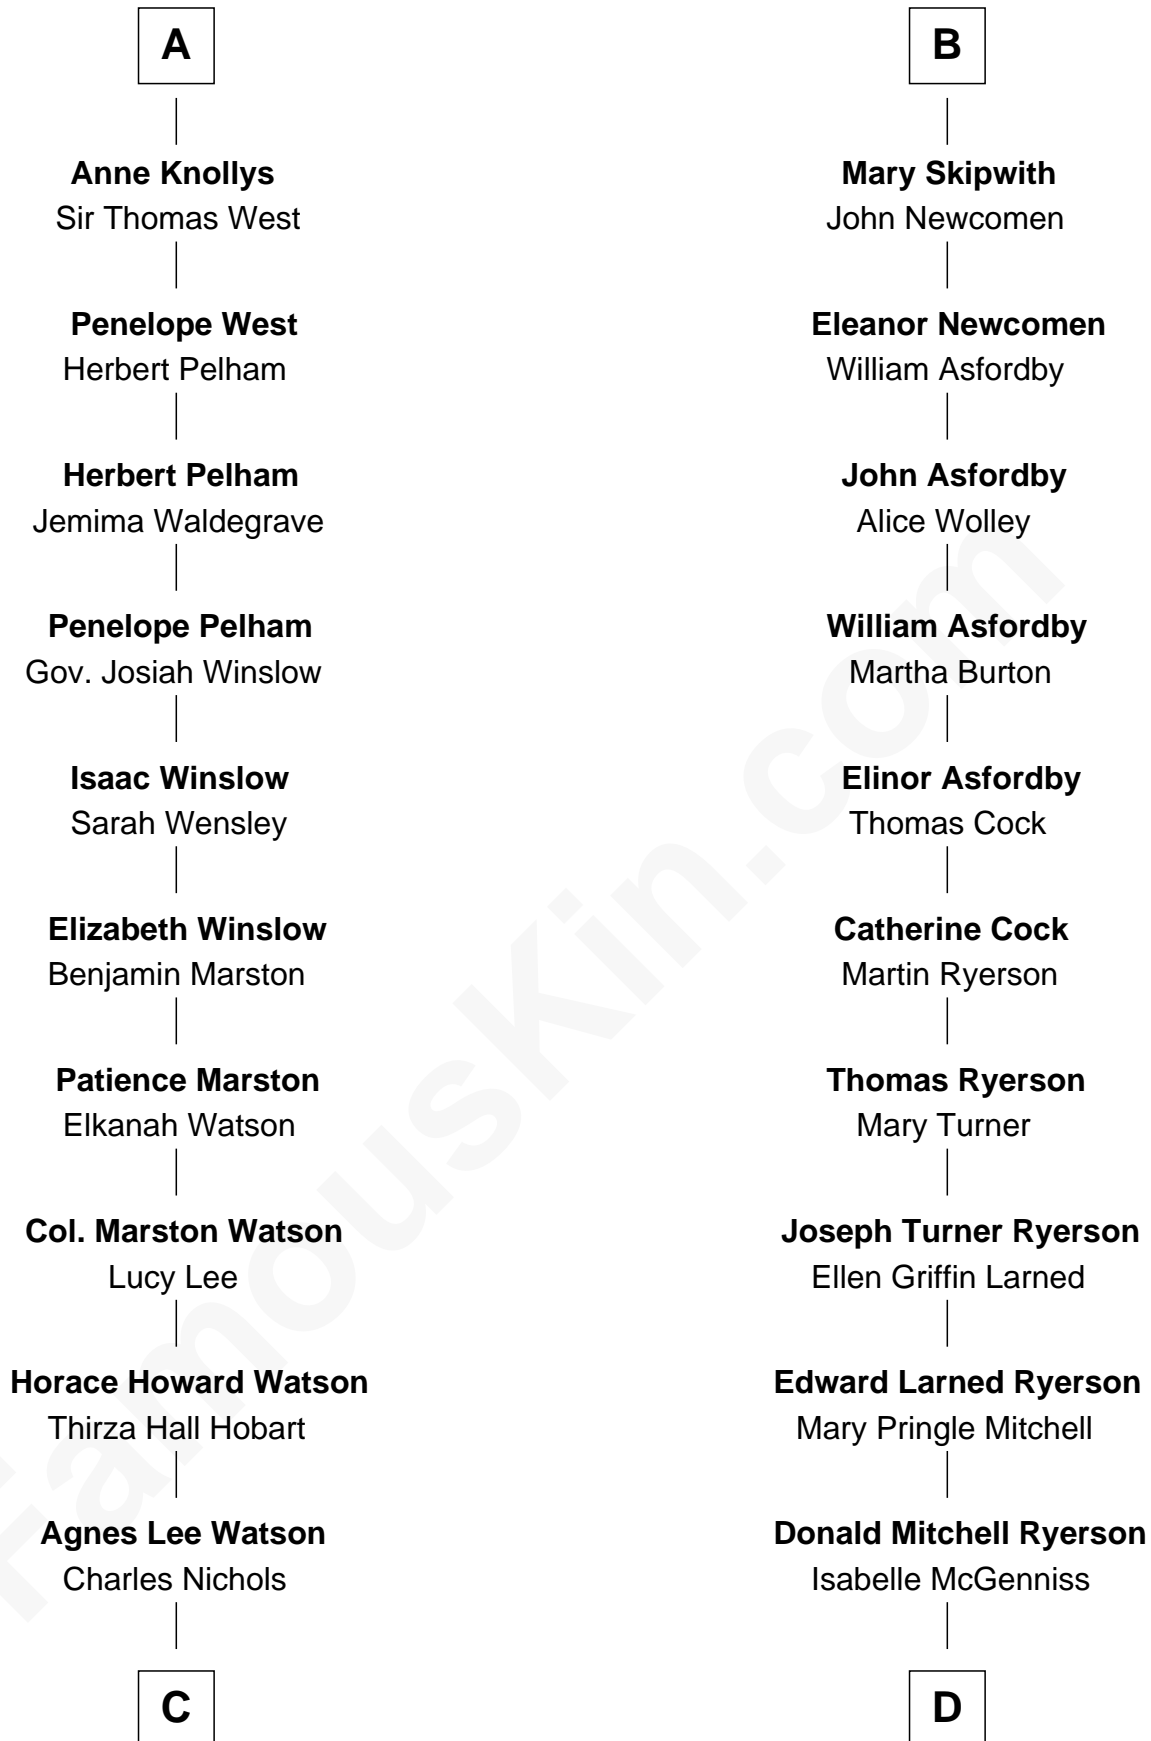 A
Anne Knollys
Sir Thomas West
Penelope West
Herbert Pelham
Herbert Pelham
Jemima Waldegrave
Penelope Pelham
Gov. Josiah Winslow
Isaac Winslow
Sarah Wensley
Elizabeth Winslow
Benjamin Marston
Patience Marston
Elkanah Watson
Col. Marston Watson
Lucy Lee
Horace Howard Watson
Thirza Hall Hobart
Agnes Lee Watson
Charles Nichols
C
B
Mary Skipwith
John Newcomen
Eleanor Newcomen
William Asfordby
John Asfordby
Alice Wolley
William Asfordby
Martha Burton
Elinor Asfordby
Thomas Cock
Catherine Cock
Martin Ryerson
Thomas Ryerson
Mary Turner
Joseph Turner Ryerson
Ellen Griffin Larned
Edward Larned Ryerson
Mary Pringle Mitchell
Donald Mitchell Ryerson
Isabelle McGenniss
D
FamousKin.com